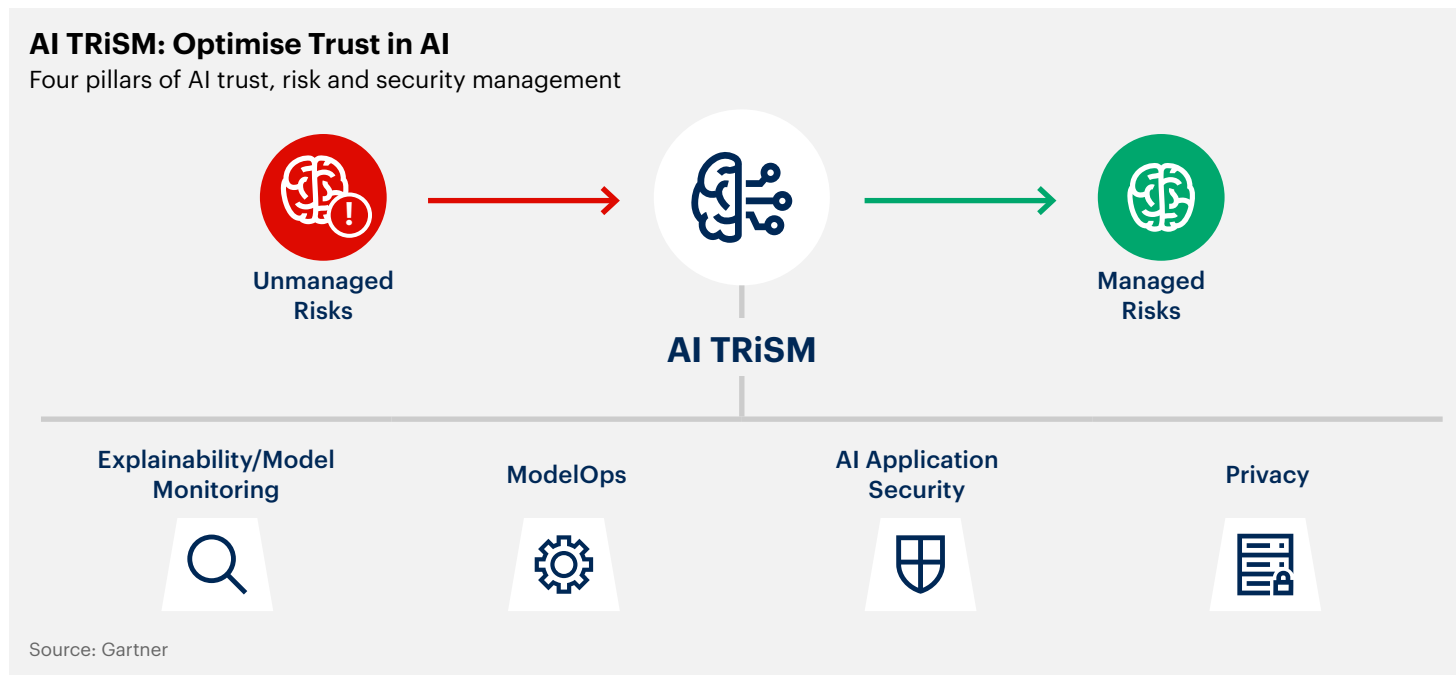 AI TRiSM: Optimise Trust in AI
Four pillars of AI trust, risk and security management
!
Unmanaged
Risks
Managed
Risks
AI TRiSM
Explainability/Model
Monitoring
ModelOps
AI Application
Security
Privacy
Source: Gartner